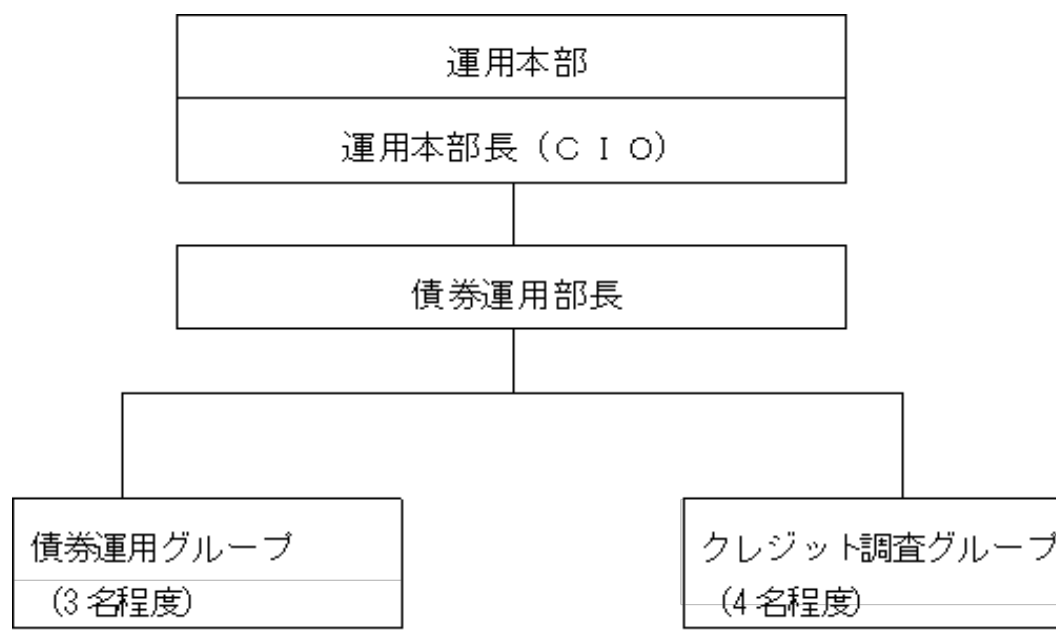 運用本部
運用本部長（ＣＩＯ）
債券運用部長
債券運用グループ
(3名程度)
クレジット調査グループ
(4名程度)